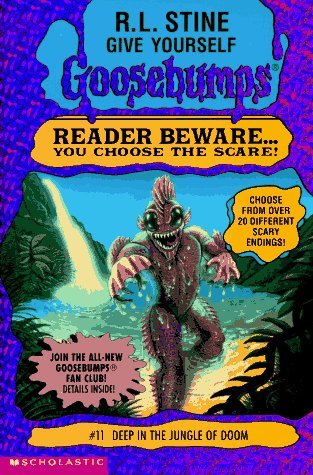 R.L. STINE
GIVE YOURSELF
Goosebumps®
READER BEWARE...
YOU CHOOSE THE SCARE!
CHOOSE
FROM OVER
20 DIFFERENT
SCARY
ENDINGS!
JOIN THE ALL-NEW
GOOSEBUMPS®
FAN CLUB!
DETAILS INSIDE!
#11 DEEP IN THE JUNGLE OF DOOM
SCHOLASTIC